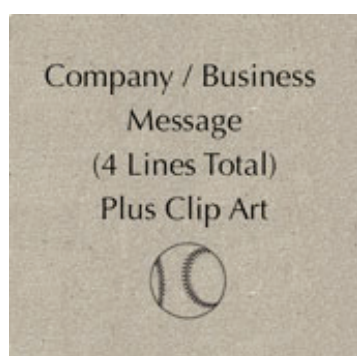 Company / Business
Message
(4 Lines Total)
Plus Clip Art